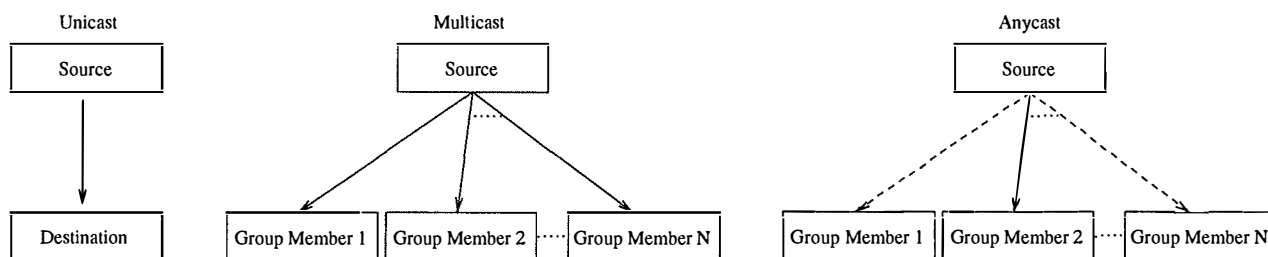 Unicast
Multicast
Anycast
Source
Source
Source
Destination
Group Member 1
Group Member 2
Group Member N
Group Member 1
Group Member 2
Group Member N